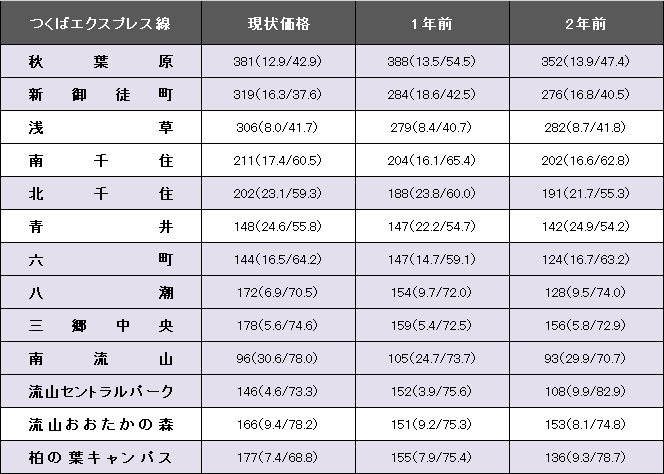 つくばエクスプレス線 現状価格 1年前 2年前
秋葉原 381(12.9/42.9) 388(13.5/54.5) 352(13.9/47.4)
新御徒町 319(16.3/37.6) 284(18.6/42.5) 276(16.8/40.5)
浅草 306(8.0/41.7) 279(8.4/40.7) 282(8.7/41.8)
南千住 211(17.4/60.5) 204(16.1/65.4) 202(16.6/62.8)
北千住 202(23.1/59.3) 188(23.8/60.0) 191(21.7/55.3)
青井 148(24.6/55.8) 147(22.2/54.7) 142(24.9/54.2)
六町 144(16.5/64.2) 147(14.7/59.1) 124(16.7/63.2)
八潮 172(6.9/70.5) 154(9.7/72.0) 128(9.5/74.0)
三郷中央 178(5.6/74.6) 159(5.4/72.5) 156(5.8/72.9)
南流山 96(30.6/78.0) 105(24.7/73.7) 93(29.9/70.7)
流山セントラルパーク 146(4.6/73.3) 152(3.9/75.6) 108(9.9/82.9)
流山おおたかの森 166(9.4/78.2) 151(9.2/75.3) 153(8.1/74.8)
柏の葉キャンパス 177(7.4/68.8) 155(7.9/75.4) 136(9.3/78.7)